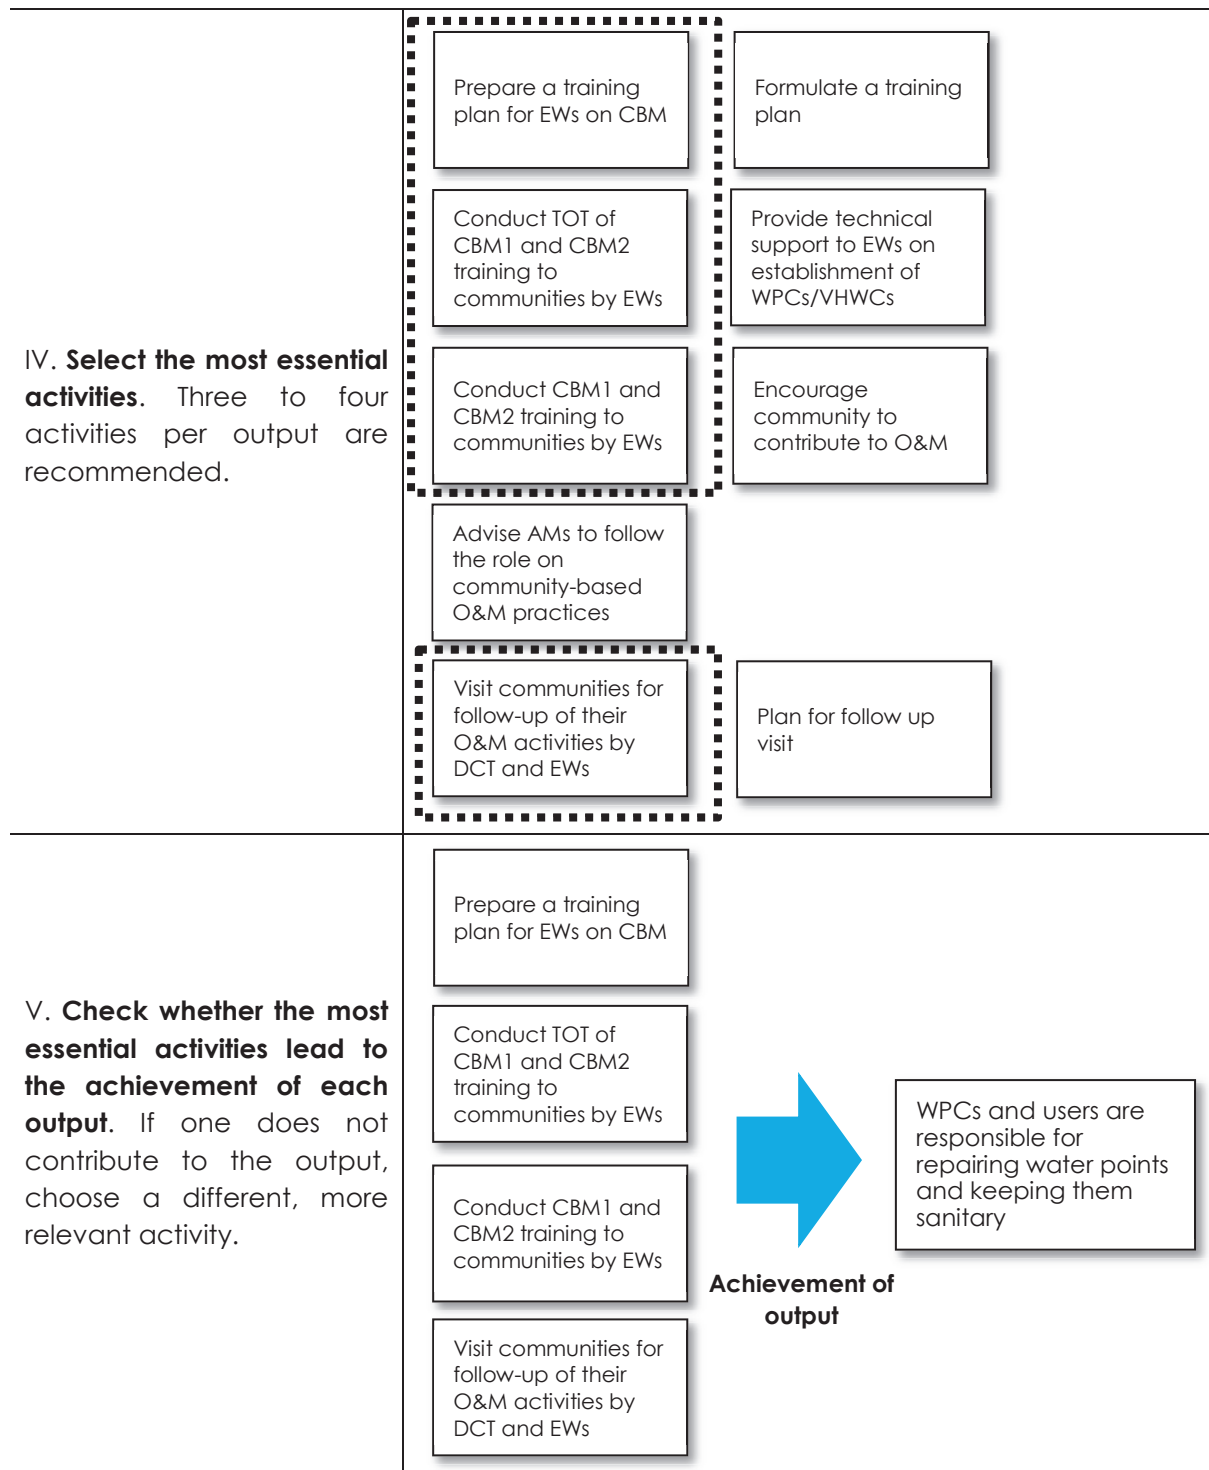 IV. Select the most essential
activities. Three to four
activities per output are
recommended.
Prepare a training
plan for EWs on CBM
Formulate a training
plan
Conduct TOT of
CBM1 and CBM2
training to
communities by EWs
Provide technical
support to EWs on
establishment of
WPCs/VHWCs
Conduct CBM1 and
CBM2 training to
communities by EWs
Encourage
community to
contribute to O&M
Advise AMs to follow
the role on
community-based
O&M practices
Visit communities for
follow-up of their
O&M activities by
DCT and EWs
Plan for follow up
visit
V. Check whether the most
essential activities lead to
the achievement of each
output. If one does not
contribute to the output,
choose a different, more
relevant activity.
Prepare a training
plan for EWs on CBM
Conduct TOT of
CBM1 and CBM2
training to
communities by EWs
Conduct CBM1 and
CBM2 training to
communities by EWs
Visit communities for
follow-up of their
O&M activities by
DCT and EWs
Achievement of
output
WPCs and users are
responsible for
repairing water points
and keeping them
sanitary